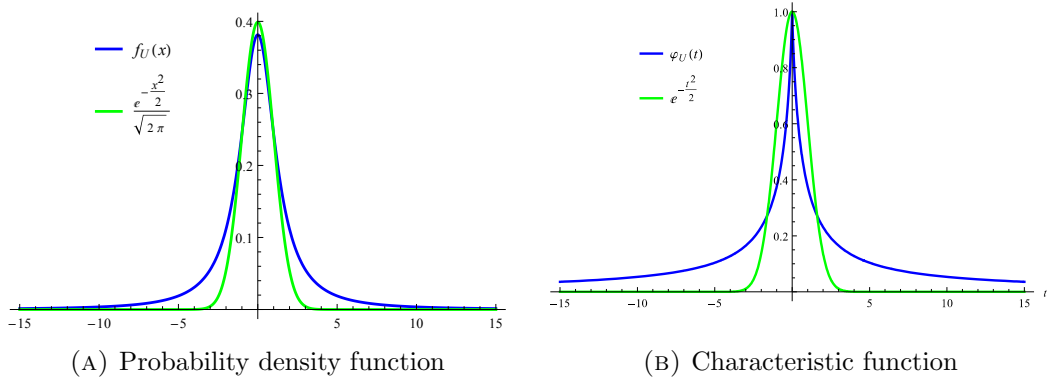 f_U(x)
e^{-x^2/2}/√(2 π)
0.4
0.3
0.2
0.1
−15 −10 −5 5 10 15
(A) Probability density function
φ_U(t)
e^{-t^2/2}
1.0
0.8
0.6
0.4
0.2
−15 −10 −5 5 10 15 t
(B) Characteristic function